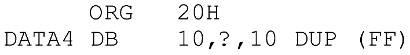 ORG 20H
DATA4 DB 10,?,10 DUP (FF)